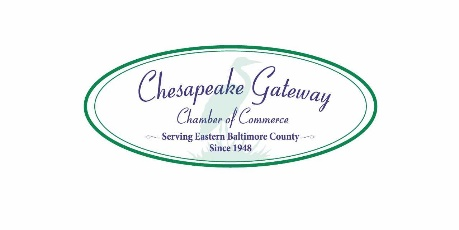 Chesapeake Gateway
Chamber of Commerce
Serving Eastern Baltimore County
Since 1948